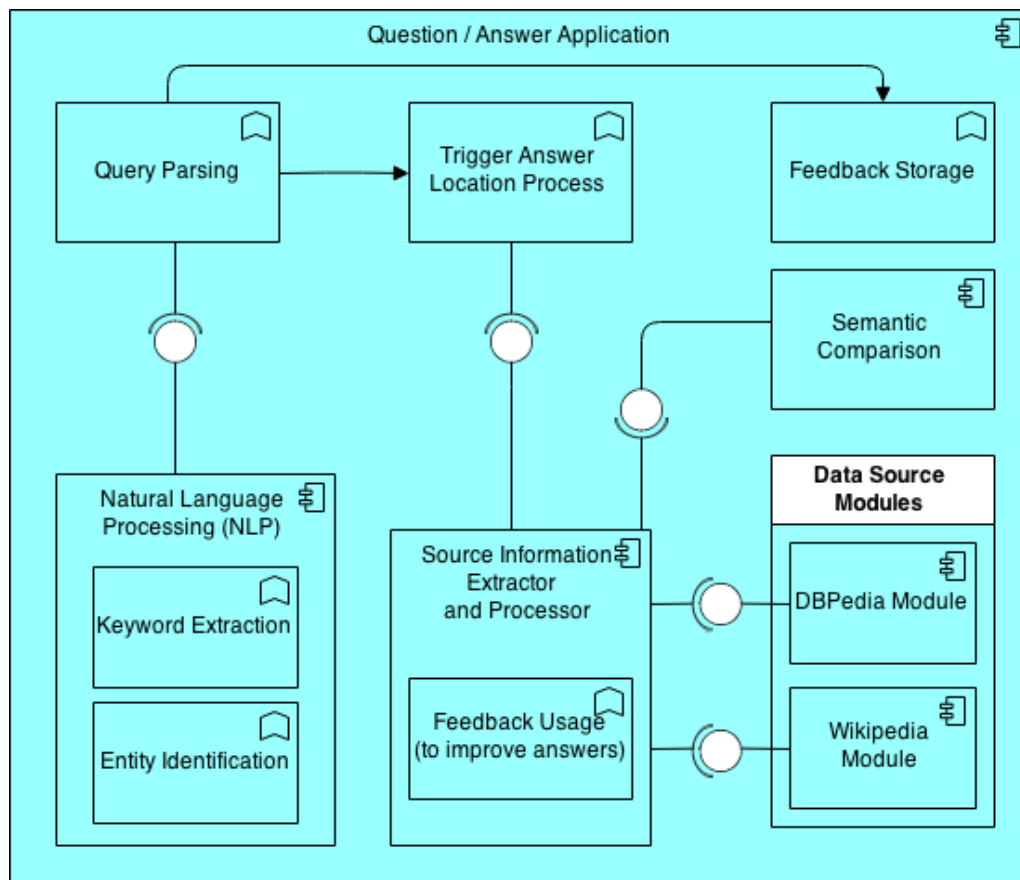 Question / Answer Application
Query Parsing
Trigger Answer
Location Process
Feedback Storage
Semantic
Comparison
Natural Language
Processing (NLP)
Keyword Extraction
Entity Identification
Source Information
Extractor
and Processor
Feedback Usage
(to improve answers)
Data Source
Modules
DBPedia Module
Wikipedia
Module